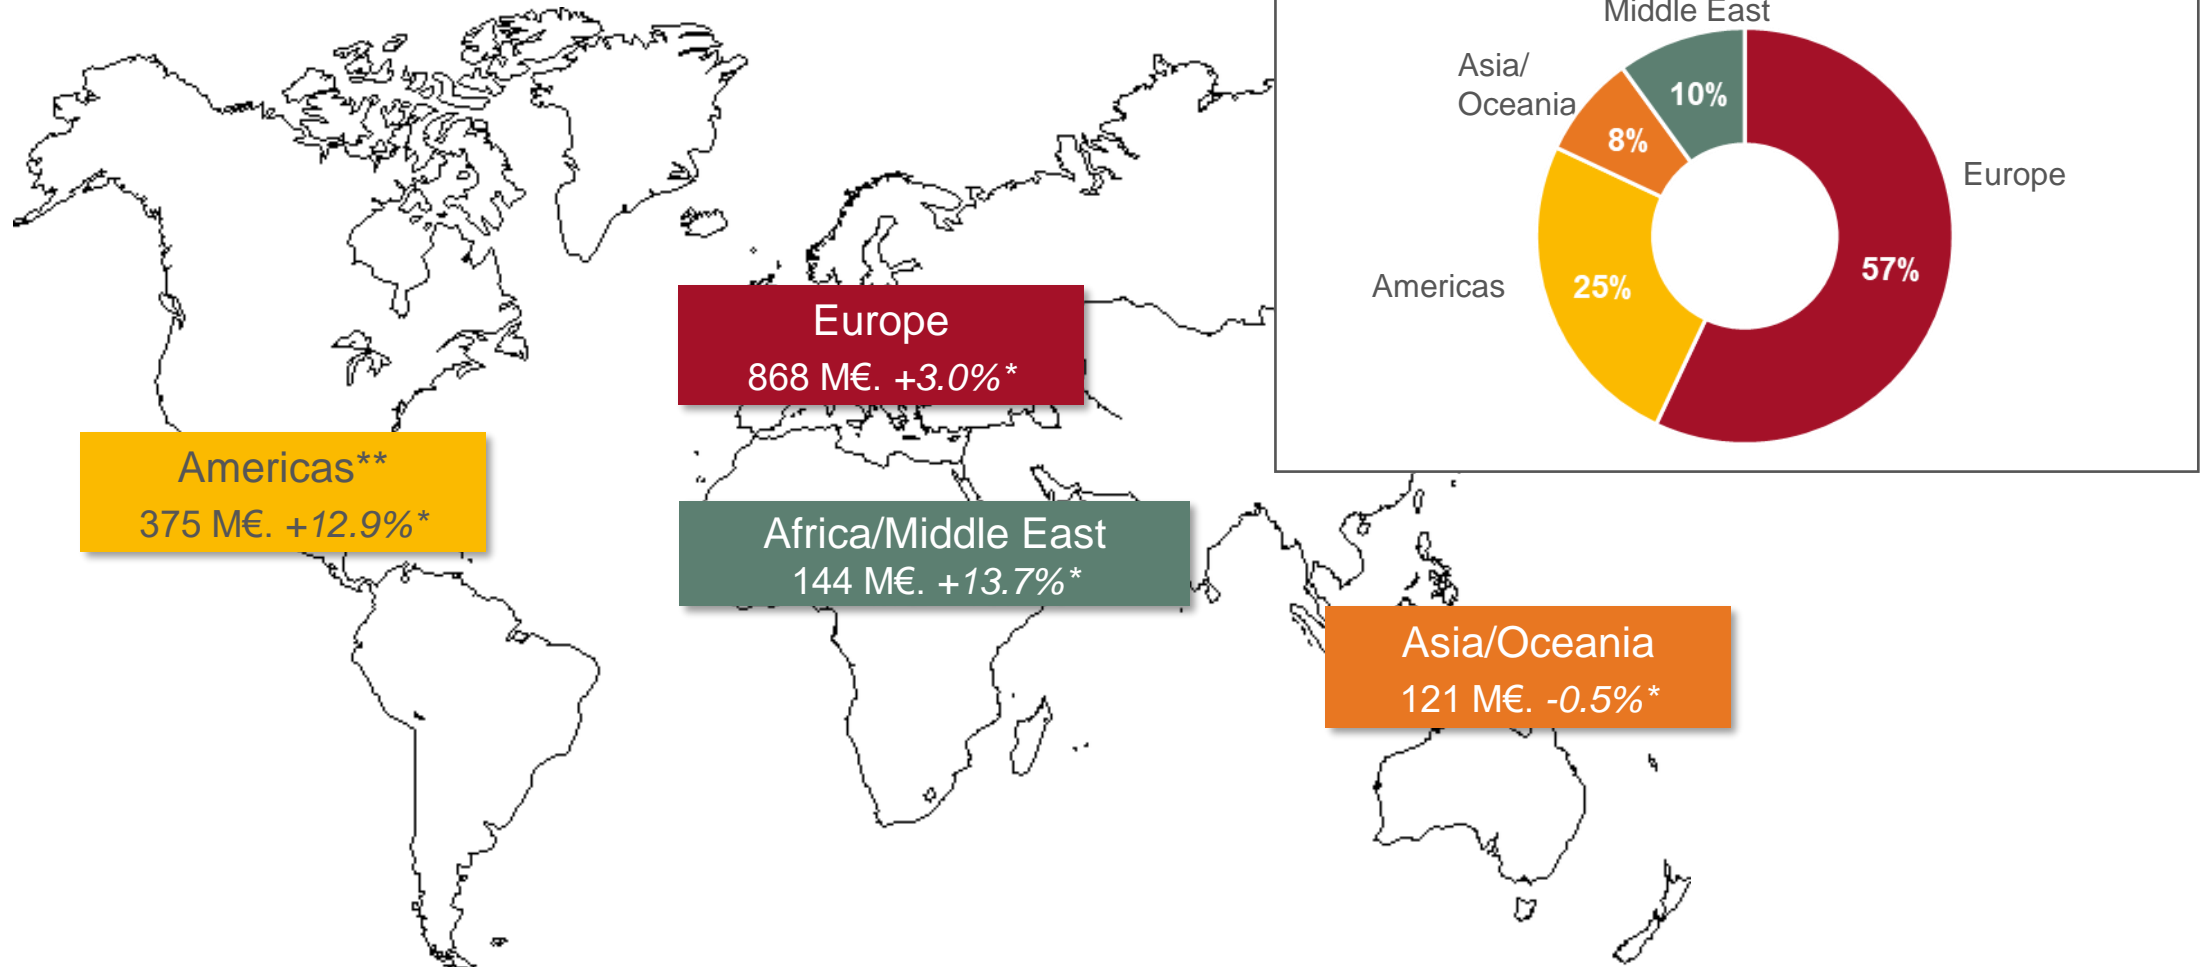 Middle East
Asia/
Oceania
10%
8%
Europe
57%
Americas
25%
Europe
868 M€. +3.0%*
Americas**
375 M€. +12.9%*
Africa/Middle East
144 M€. +13.7%*
Asia/Oceania
121 M€. -0.5%*